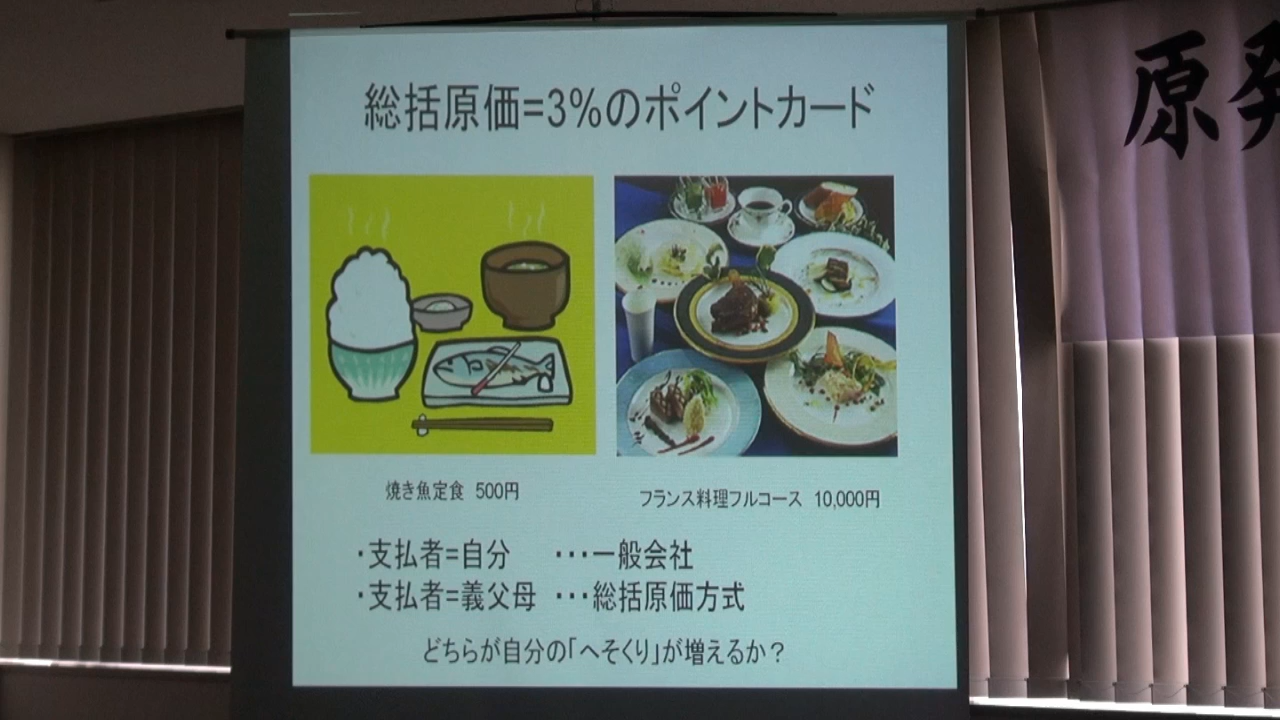 総括原価=3%のポイントカード
焼き魚定食 500円
フランス料理フルコース 10,000円
・支払者=自分 ・・・一般会社
・支払者=義父母 ・・・総括原価方式
どちらが自分の「へそくり」が増えるか？
原発